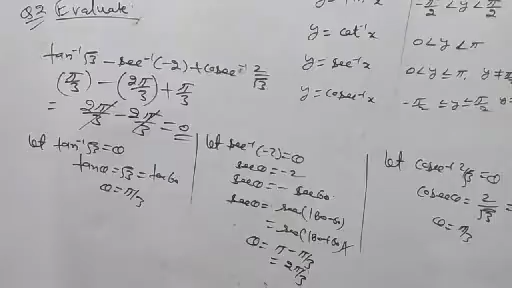 Q2 Evaluate:
tan⁻¹√3 - sec⁻¹(-2) + cosec⁻¹ 2/√3
(π/3) - (2π/3) + π/3
= 2π/3 - 2π/3 = 0
let tan⁻¹√3 = θ
tanθ = √3 = tan60
θ = π/3
let sec⁻¹(-2) = θ
secθ = -2
secθ = - sec60
secθ = sec(180-60)
= sec(180+60)
θ = π - π/3
= 2π/3
let cosec⁻¹ 2/√3 = θ
cosecθ = 2/√3 =
θ = π/3
-π/2 < y < π/2
y = cot⁻¹x
0 < y < π
y = sec⁻¹x
0 < y < π, y ≠
y = cosec⁻¹x
-π/2 ≤ y ≤ π/2